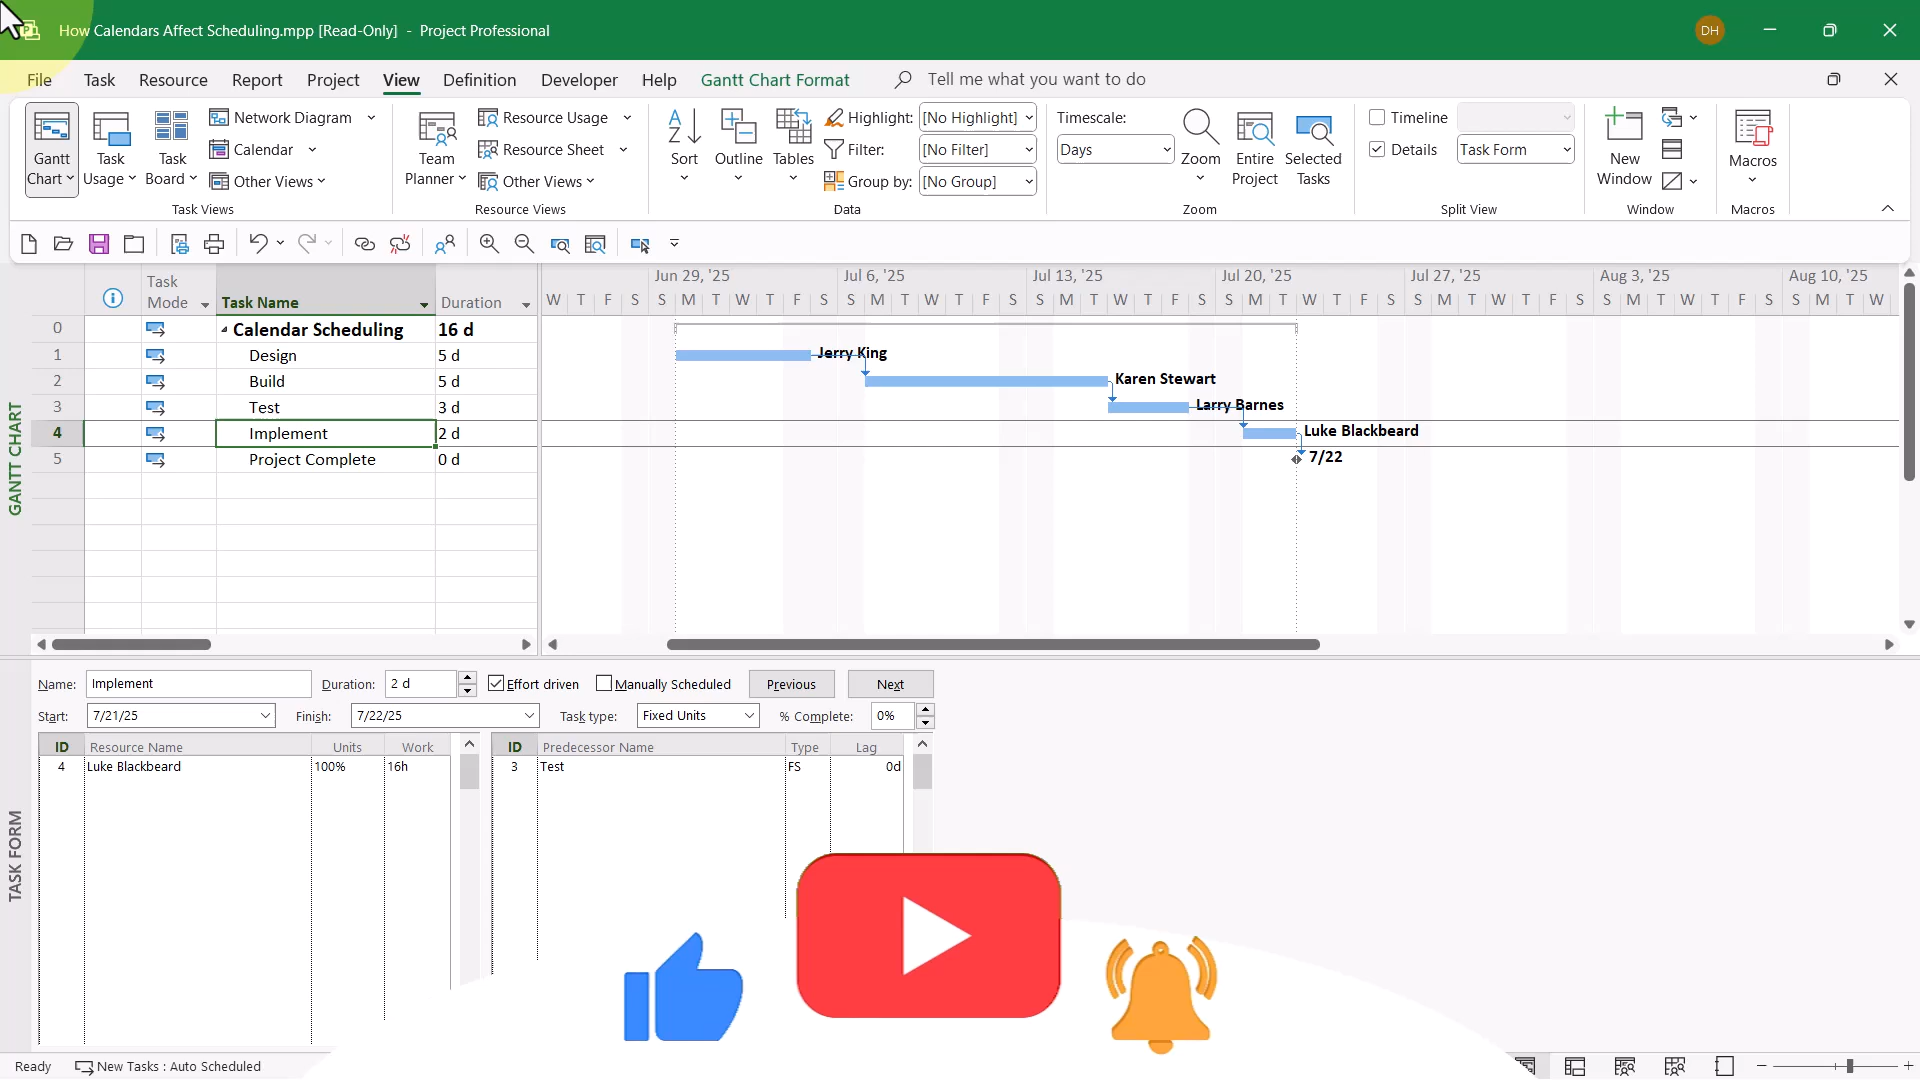 How Calendars Affect Scheduling.mpp [Read-Only] - Project Professional
DH
File Task Resource Report Project View Definition Developer Help Gantt Chart Format Tell me what you want to do
Gantt Chart
Task Usage
Task Board
Network Diagram
Calendar
Other Views
Task Views
Team Planner
Resource Usage
Resource Sheet
Other Views
Resource Views
Sort
Outline
Tables
Highlight: [No Highlight]
Filter: [No Filter]
Group by: [No Group]
Data
Timescale:
Days
Zoom
Entire Project
Selected Tasks
Zoom
Timeline
Details Task Form
Split View
New Window
Window
Macros
Macros
Task Mode Task Name Duration
Jun 29, '25 Jul 6, '25 Jul 13, '25 Jul 20, '25 Jul 27, '25 Aug 3, '25 Aug 10, '25
W T F S S M T W T F S S M T W T F S S M T W T F S S M T W T F S S M T W T F S S M T W T F S S M T W
0 Calendar Scheduling 16 d
1 Design 5 d Jerry King
2 Build 5 d Karen Stewart
3 Test 3 d Larry Barnes
4 Implement 2 d Luke Blackbeard
5 Project Complete 0 d 7/22
GANTT CHART
Name: Implement Duration: 2 d Effort driven Manually Scheduled Previous Next
Start: 7/21/25 Finish: 7/22/25 Task type: Fixed Units % Complete: 0%
ID Resource Name Units Work ID Predecessor Name Type Lag
4 Luke Blackbeard 100% 16h 3 Test FS 0d
TASK FORM
Ready New Tasks : Auto Scheduled